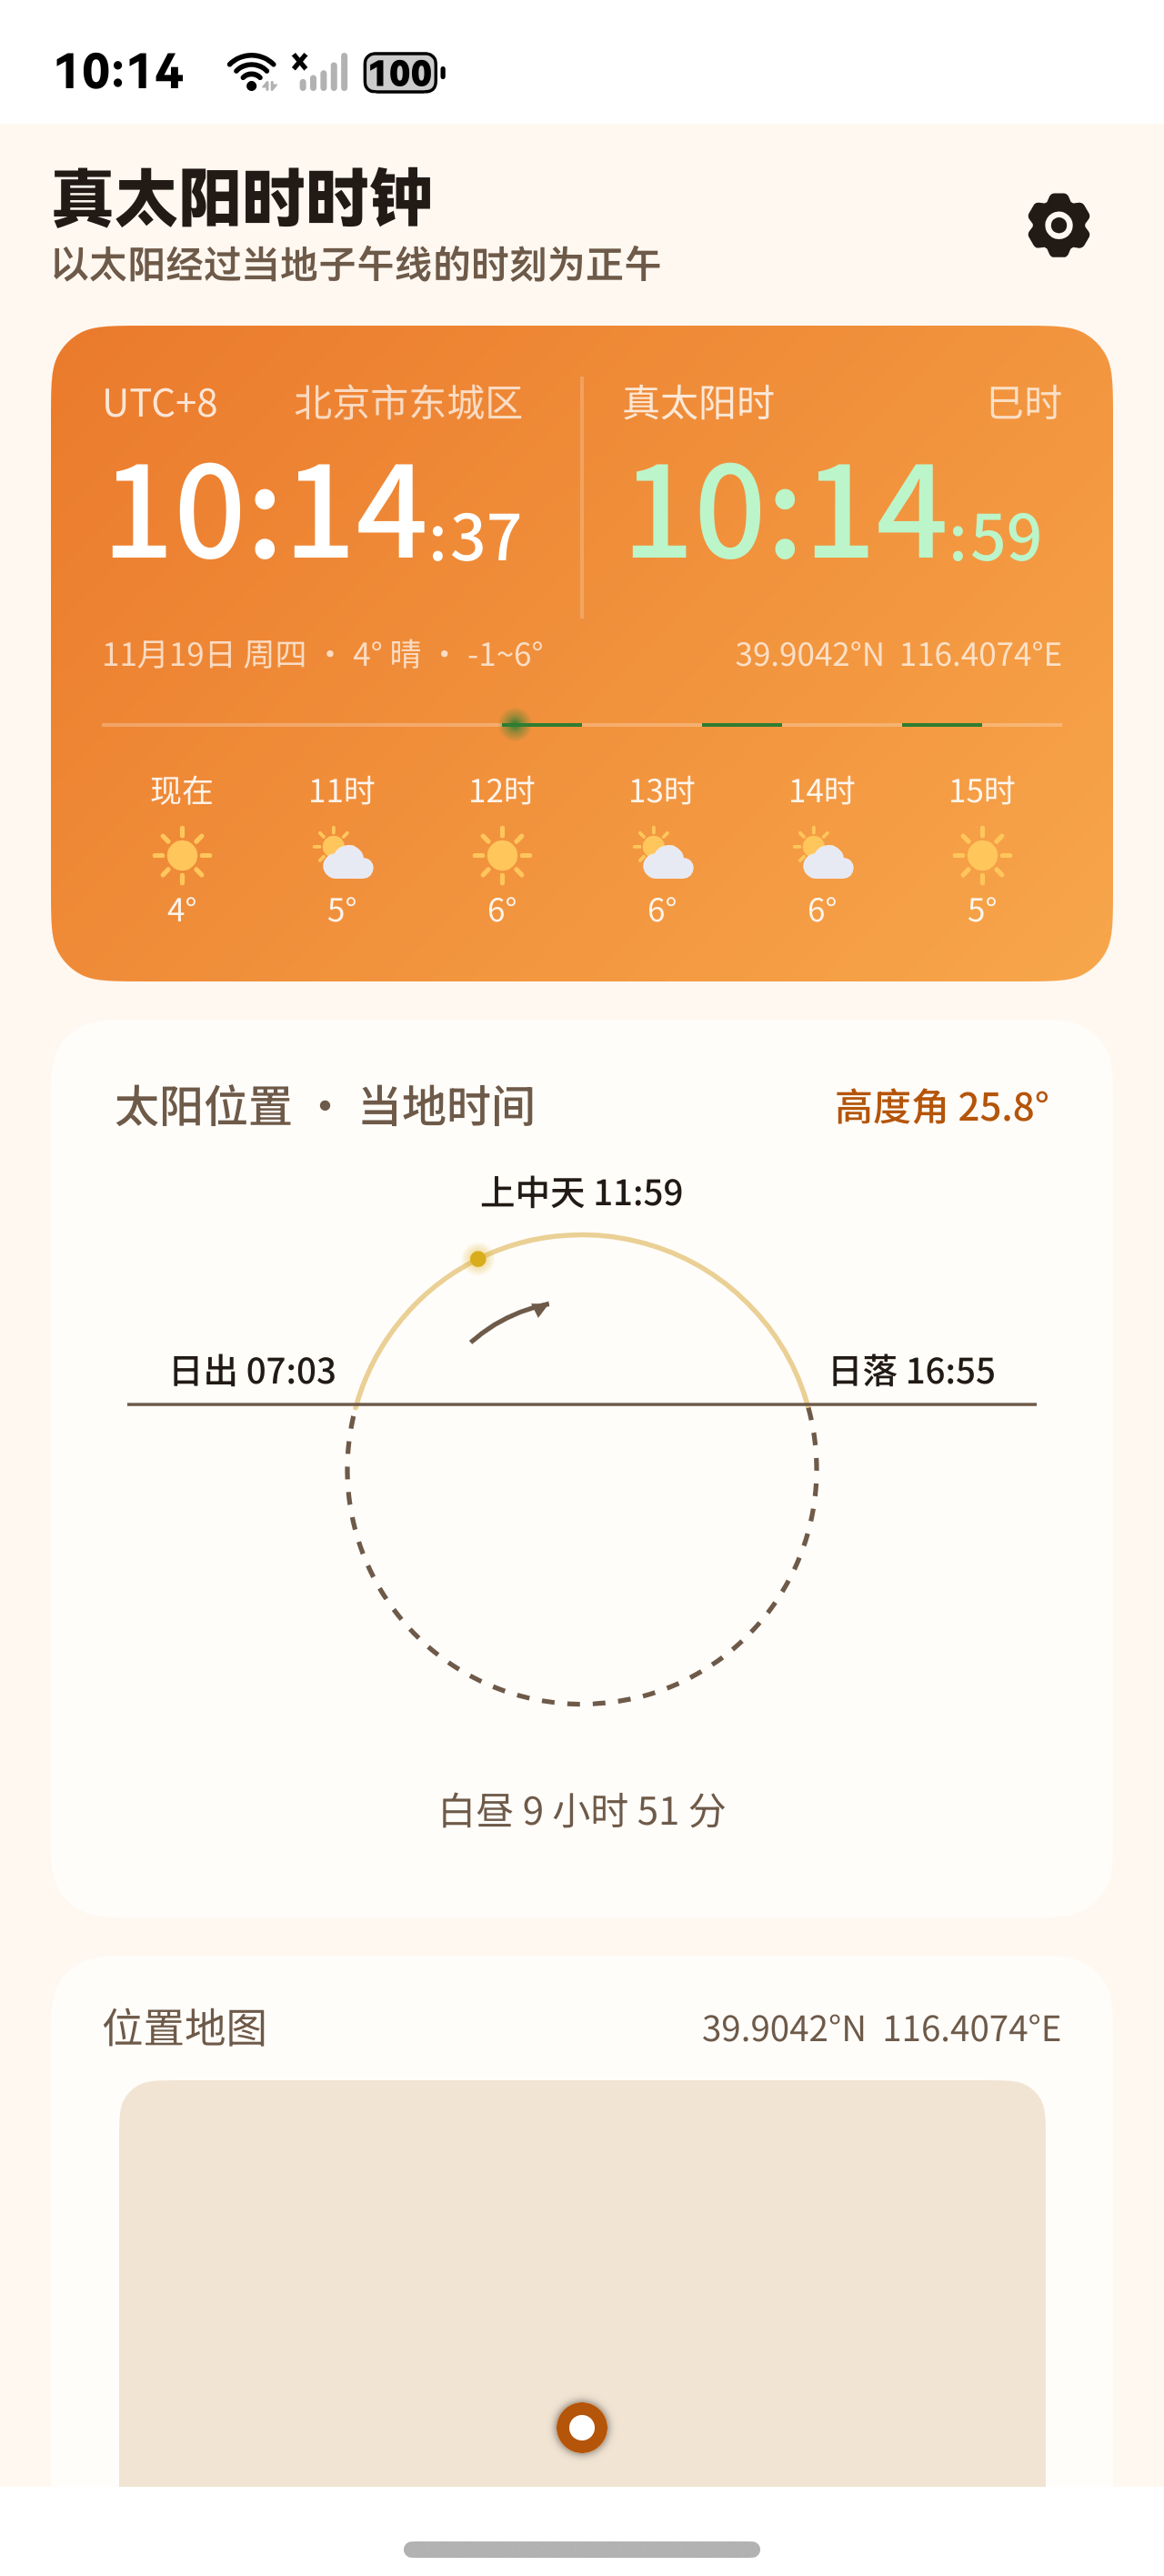 10:14 100
真太阳时时钟
以太阳经过当地子午线的时刻为正午
UTC+8 北京市东城区 真太阳时 巳时
10:14:37 10:14:59
11月19日 周四 · 4° 晴 · -1~6° 39.9042°N 116.4074°E
现在 11时 12时 13时 14时 15时
4° 5° 6° 6° 6° 5°
太阳位置 · 当地时间 高度角 25.8°
上中天 11:59
日出 07:03 日落 16:55
白昼 9 小时 51 分
位置地图 39.9042°N 116.4074°E